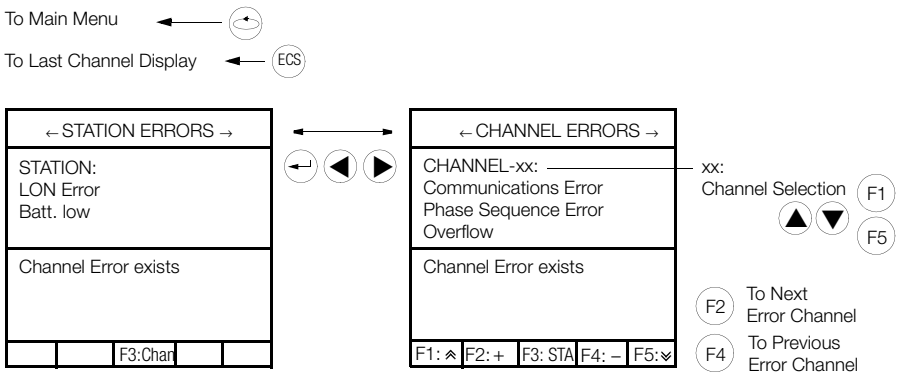 To Main Menu
To Last Channel Display
ECS
← STATION ERRORS →
STATION:
LON Error
Batt. low
Channel Error exists
F3:Chan
← CHANNEL ERRORS →
CHANNEL-xx:
Communications Error
Phase Sequence Error
Overflow
Channel Error exists
F1: F2: + F3: STA F4: – F5:
xx:
Channel Selection
F1
F5
F2
To Next
Error Channel
F4
To Previous
Error Channel